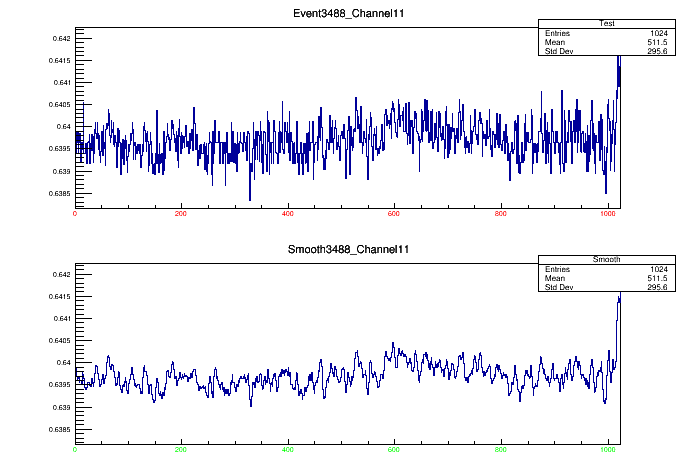 Event3488_Channel11
Test
Entries 1024
Mean 511.5
Std Dev 295.6
0.642
0.6415
0.641
0.6405
0.64
0.6395
0.639
0.6385
0 200 400 600 800 1000
Smooth3488_Channel11
Smooth
Entries 1024
Mean 511.5
Std Dev 295.6
0.642
0.6415
0.641
0.6405
0.64
0.6395
0.639
0.6385
0 200 400 600 800 1000